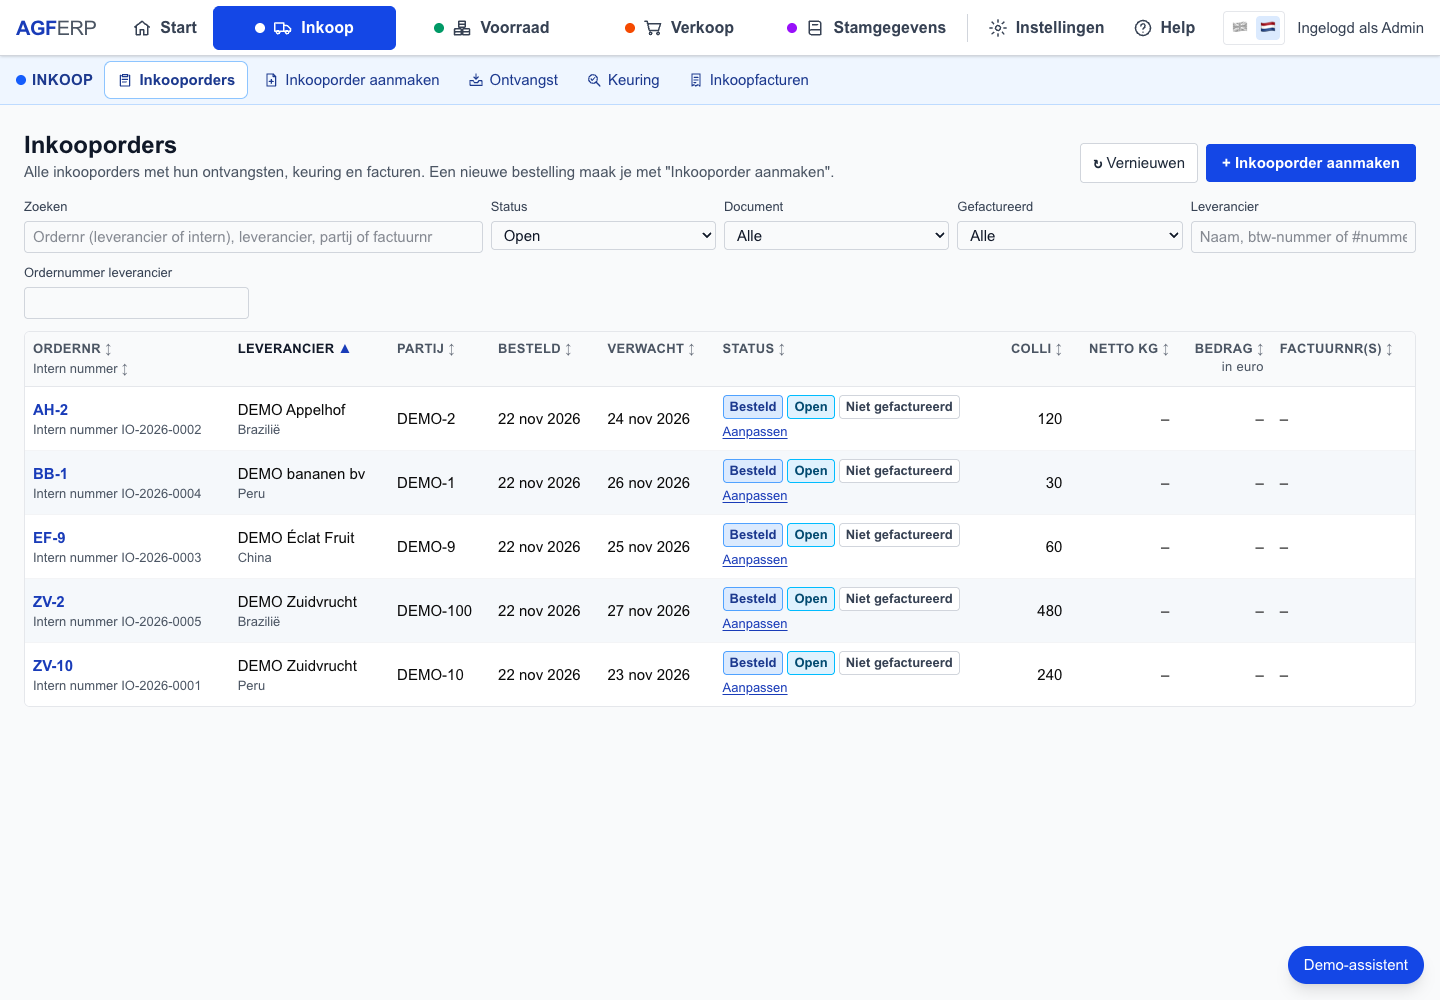 AGFERP
Start
Inkoop
Voorraad
Verkoop
Stamgegevens
Instellingen
Help
Ingelogd als Admin
INKOOP
Inkooporders
Inkooporder aanmaken
Ontvangst
Keuring
Inkoopfacturen
Inkooporders
Alle inkooporders met hun ontvangsten, keuring en facturen. Een nieuwe bestelling maak je met "Inkooporder aanmaken".
↻ Vernieuwen
+ Inkooporder aanmaken
Zoeken
Status
Document
Gefactureerd
Leverancier
Ordernr (leverancier of intern), leverancier, partij of factuurnr
Open
Alle
Alle
Naam, btw-nummer of #numme
Ordernummer leverancier
ORDERNR ↕ LEVERANCIER ▲ PARTIJ ↕ BESTELD ↕ VERWACHT ↕ STATUS ↕ COLLI ↕ NETTO KG ↕ BEDRAG ↕ FACTUURNR(S) ↕
Intern nummer ↕ in euro
AH-2 DEMO Appelhof DEMO-2 22 nov 2026 24 nov 2026 Besteld Open Niet gefactureerd 120 – – –
Intern nummer IO-2026-0002 Brazilië Aanpassen
BB-1 DEMO bananen bv DEMO-1 22 nov 2026 26 nov 2026 Besteld Open Niet gefactureerd 30 – – –
Intern nummer IO-2026-0004 Peru Aanpassen
EF-9 DEMO Éclat Fruit DEMO-9 22 nov 2026 25 nov 2026 Besteld Open Niet gefactureerd 60 – – –
Intern nummer IO-2026-0003 China Aanpassen
ZV-2 DEMO Zuidvrucht DEMO-100 22 nov 2026 27 nov 2026 Besteld Open Niet gefactureerd 480 – – –
Intern nummer IO-2026-0005 Brazilië Aanpassen
ZV-10 DEMO Zuidvrucht DEMO-10 22 nov 2026 23 nov 2026 Besteld Open Niet gefactureerd 240 – – –
Intern nummer IO-2026-0001 Peru Aanpassen
Demo-assistent